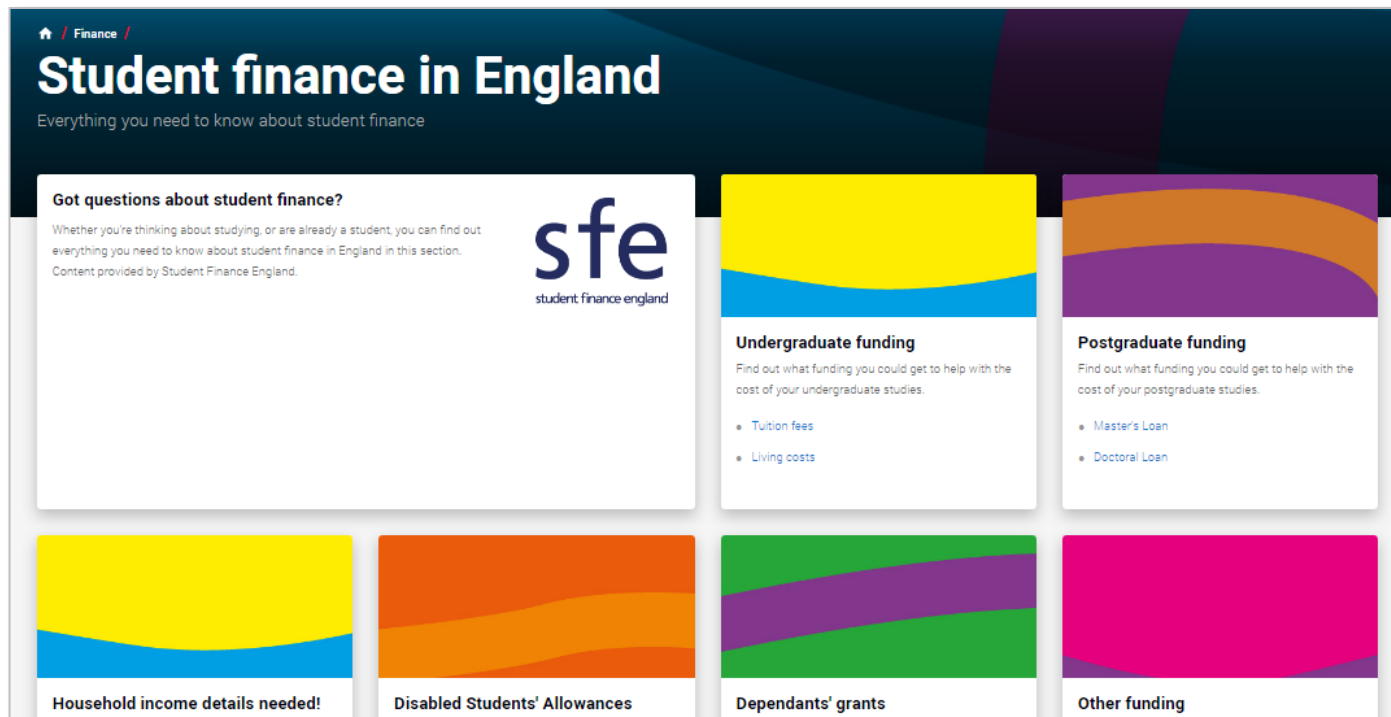 / Finance /
Student finance in England
Everything you need to know about student finance
Got questions about student finance?
Whether you're thinking about studying, or are already a student, you can find out
everything you need to know about student finance in England in this section.
Content provided by Student Finance England.
sfe
student finance england
Undergraduate funding
Find out what funding you could get to help with the
cost of your undergraduate studies.
Tuition fees
Living costs
Postgraduate funding
Find out what funding you could get to help with the
cost of your postgraduate studies.
Master's Loan
Doctoral Loan
Household income details needed!
Disabled Students' Allowances
Dependants' grants
Other funding